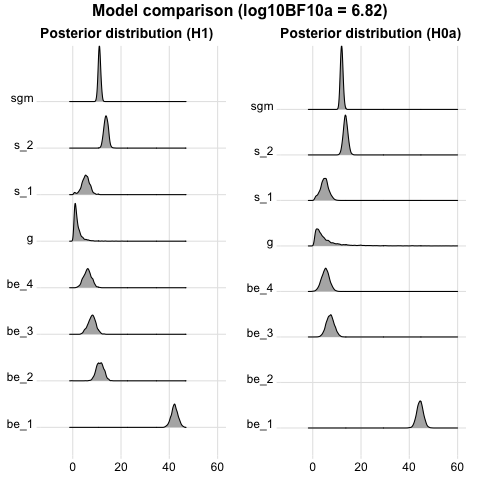 Model comparison (log10BF10a = 6.82)
Posterior distribution (H1)
sgm
s_2
s_1
g
be_4
be_3
be_2
be_1
0 20 40 60
Posterior distribution (H0a)
sgm
s_2
s_1
g
be_4
be_3
be_2
be_1
0 20 40 60